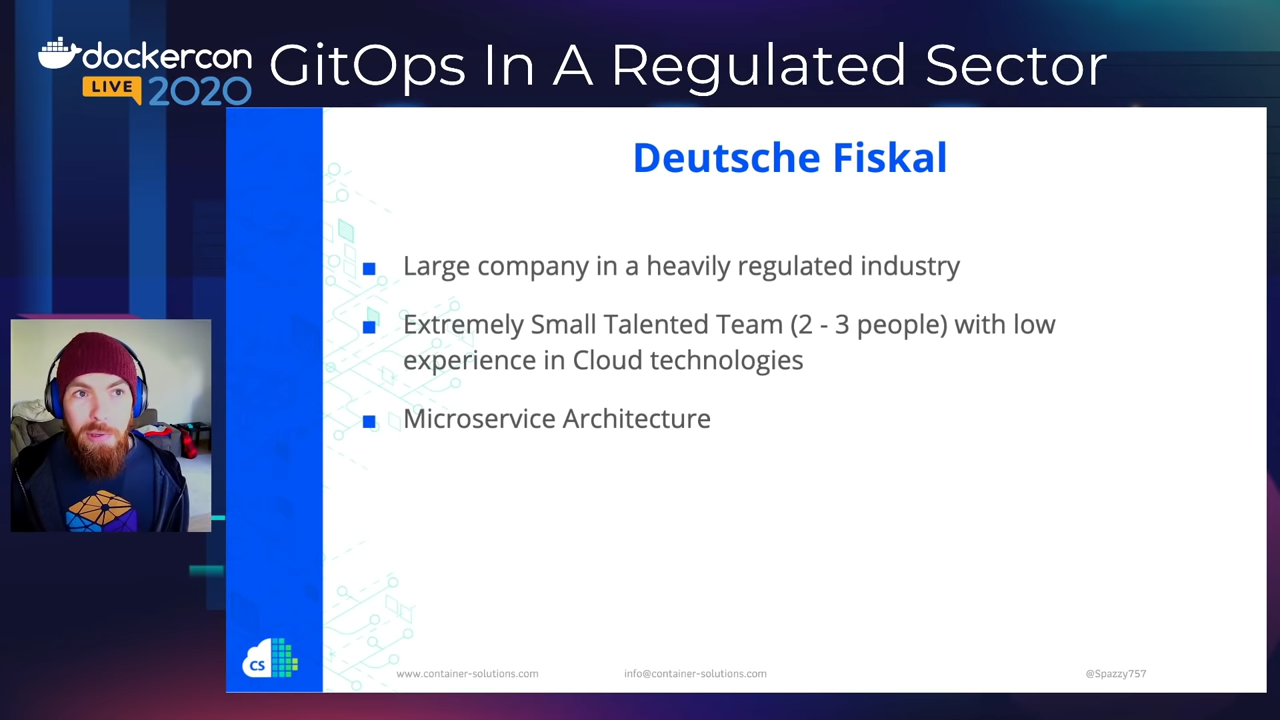 dockercon
LIVE 2020
GitOps In A Regulated Sector
Deutsche Fiskal
Large company in a heavily regulated industry
Extremely Small Talented Team (2 - 3 people) with low
experience in Cloud technologies
Microservice Architecture
CS
www.container-solutions.com
info@container-solutions.com
@Spazzy757